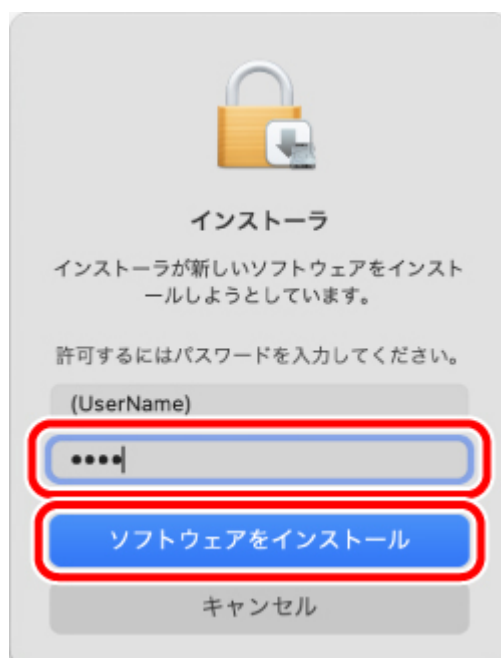 インストーラ
インストーラが新しいソフトウェアをインスト
ールしようとしています。
許可するにはパスワードを入力してください。
(UserName)
••••
ソフトウェアをインストール
キャンセル